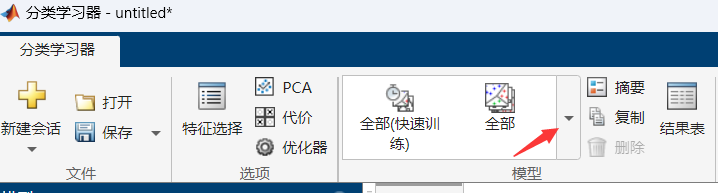 分类学习器 - untitled*
分类学习器
新建会话
打开
保存
文件
特征选择
PCA
代价
优化器
选项
全部(快速训
练)
全部
模型
摘要
复制
删除
结果表